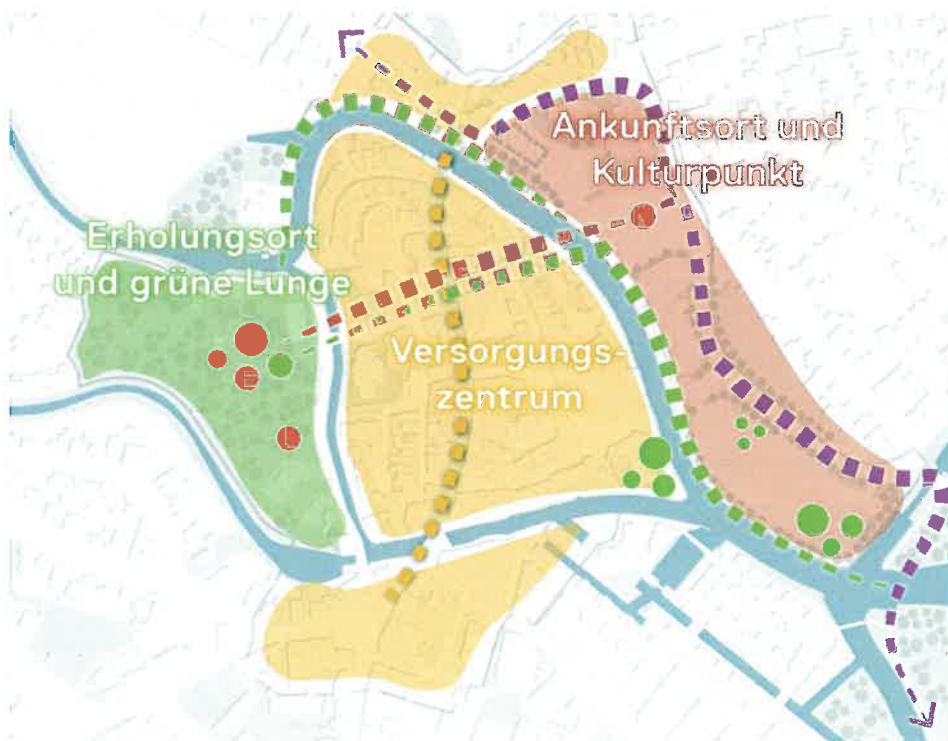 Ankunftsort und
Kulturpunkt
Erholungsort
und grüne Lunge
Versorgungs-
zentrum